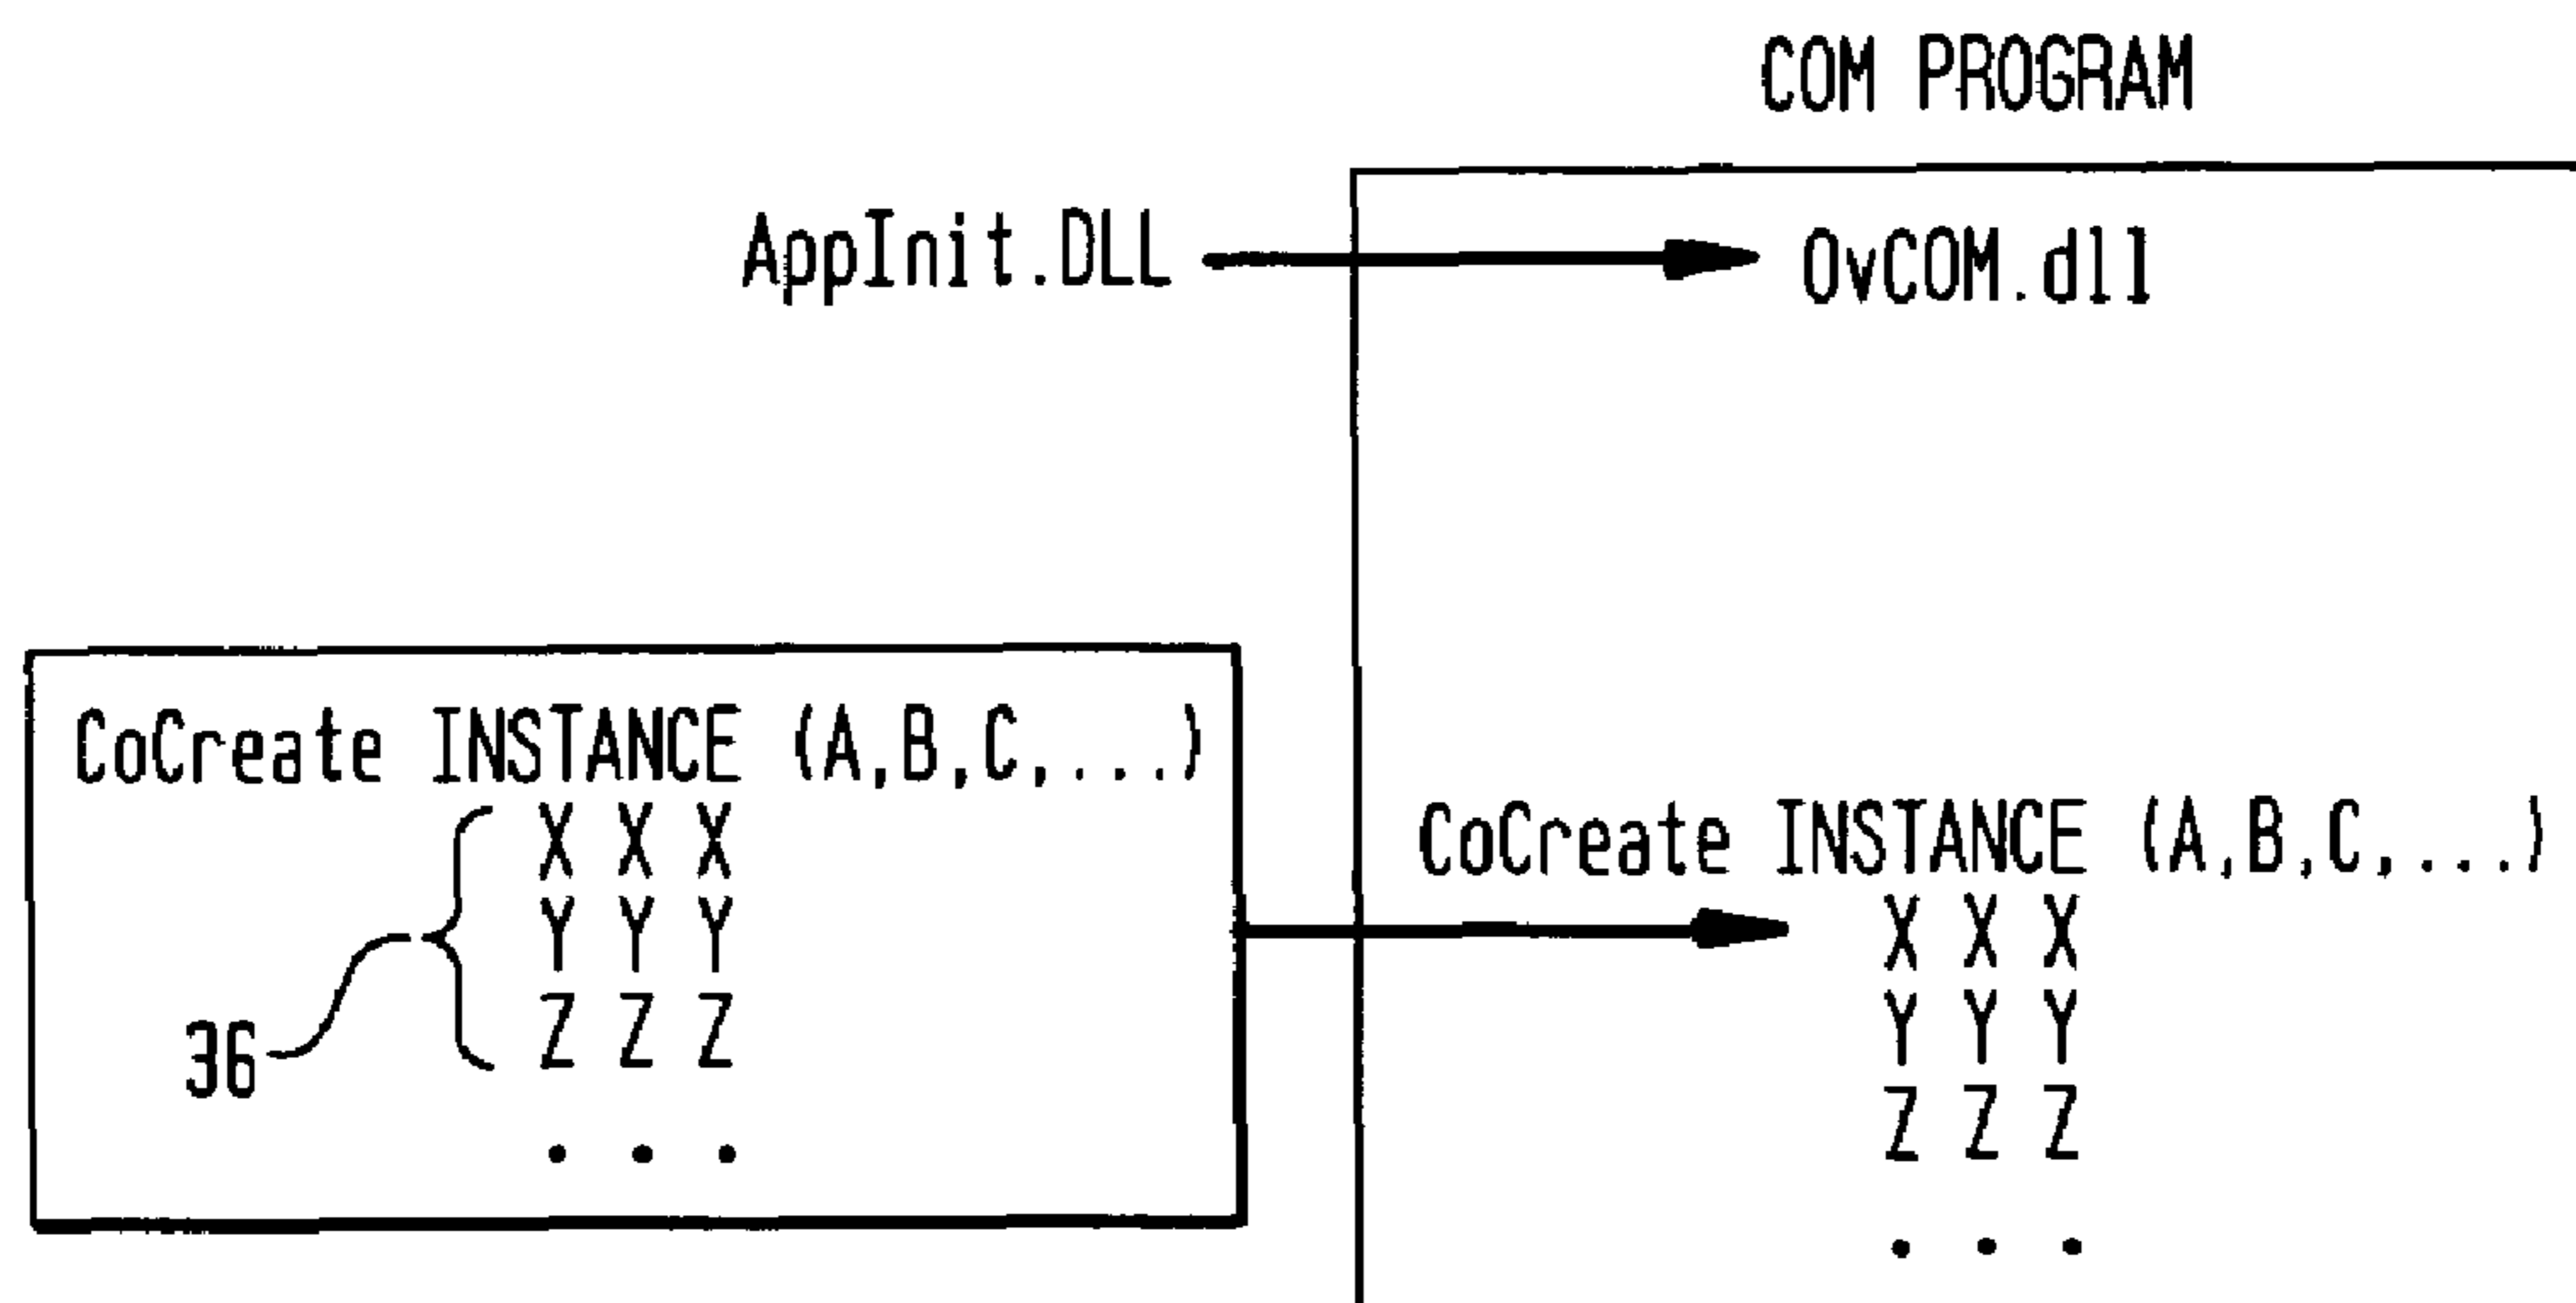 COM PROGRAM
AppInit.DLL
OvCOM.dll
CoCreate INSTANCE (A,B,C,...)
X X X
Y Y Y
Z Z Z
. . .
36
CoCreate INSTANCE (A,B,C,...)
X X X
Y Y Y
Z Z Z
. . .